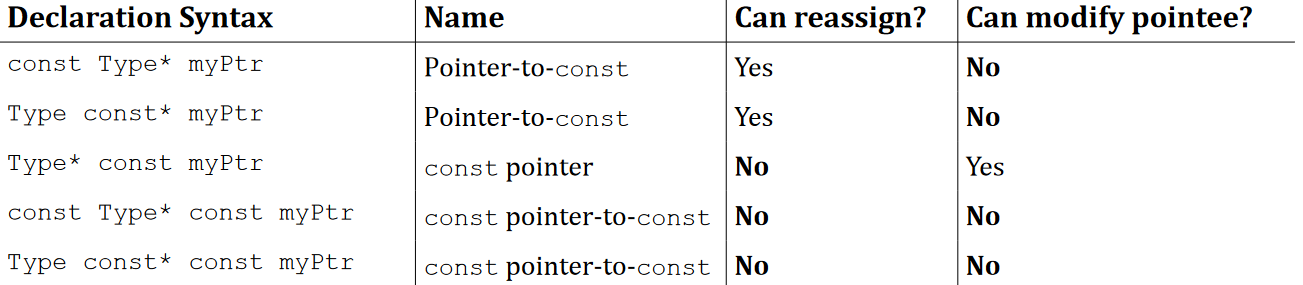 Declaration Syntax Name Can reassign? Can modify pointee?
const Type* myPtr Pointer-to-const Yes No
Type const* myPtr Pointer-to-const Yes No
Type* const myPtr const pointer No Yes
const Type* const myPtr const pointer-to-const No No
Type const* const myPtr const pointer-to-const No No